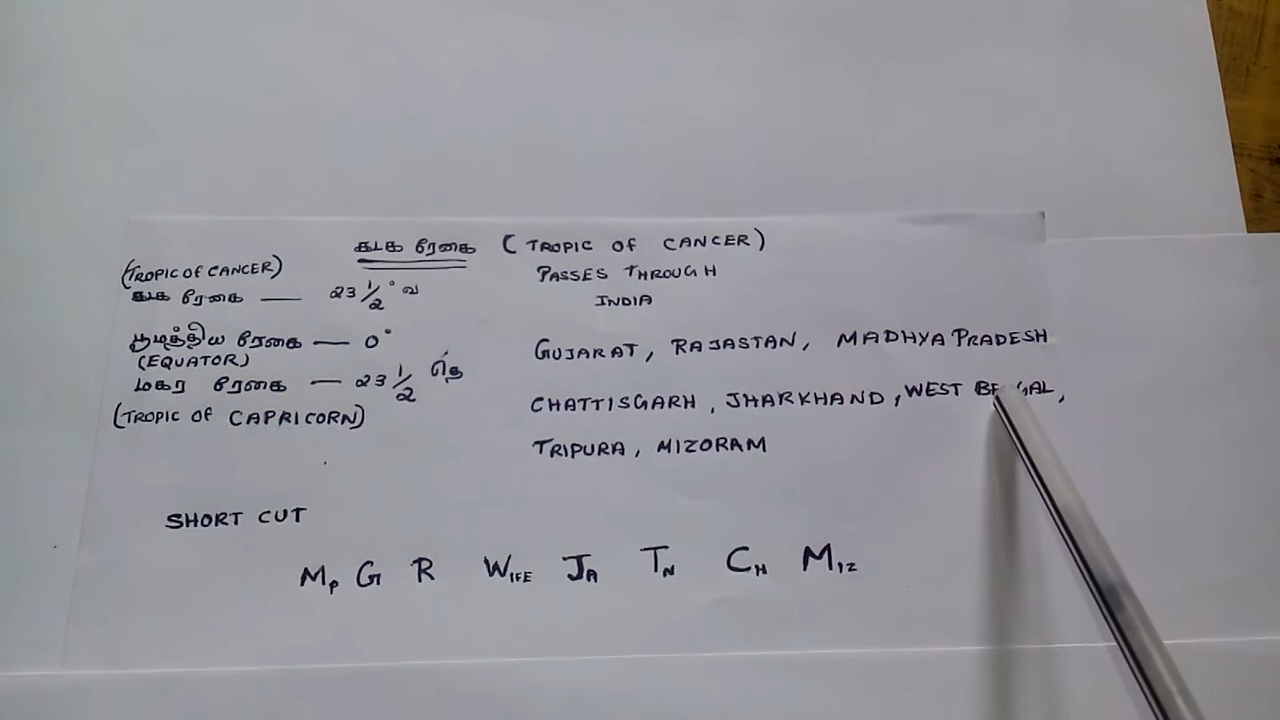 கடக ரேகை (TROPIC OF CANCER)
PASSES THROUGH
INDIA
(TROPIC OF CANCER)
கடக ரேகை — 23 1/2° வ
பூமத்திய ரேகை — 0°
(EQUATOR)
மகர ரேகை — 23 1/2 தெ
(TROPIC OF CAPRICORN)
GUJARAT, RAJASTAN, MADHYA PRADESH
CHATTISGARH, JHARKHAND, WEST
TRIPURA, MIZORAM
SHORT CUT
MP G R WIFE JA TN CH MIZ